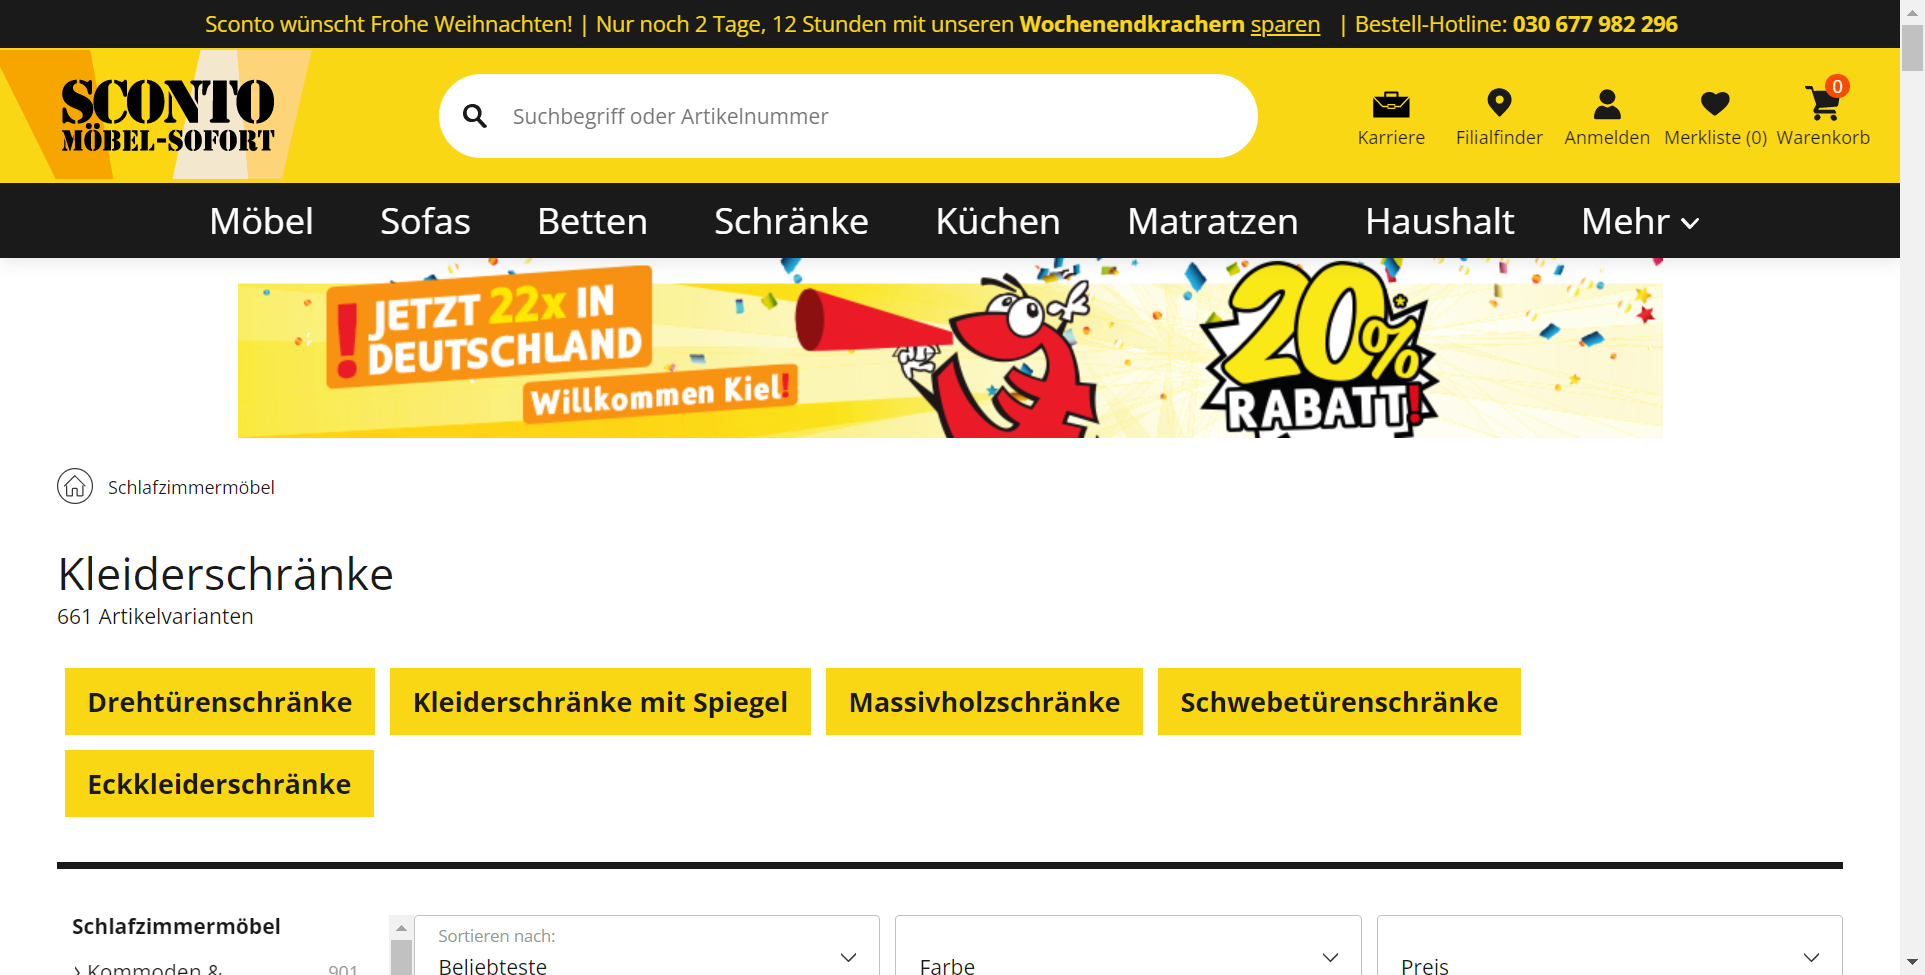 Sconto wünscht Frohe Weihnachten! | Nur noch 2 Tage, 12 Stunden mit unseren Wochenendkrachern sparen | Bestell-Hotline: 030 677 982 296
SCONTO
MÖBEL-SOFORT
Suchbegriff oder Artikelnummer
0
Karriere Filialfinder Anmelden Merkliste (0) Warenkorb
Möbel Sofas Betten Schränke Küchen Matratzen Haushalt Mehr
! JETZT 22x IN
DEUTSCHLAND
Willkommen Kiel!
20%*
RABATT!
Schlafzimmermöbel
Kleiderschränke
661 Artikelvarianten
Drehtürenschränke Kleiderschränke mit Spiegel Massivholzschränke Schwebetürenschränke
Eckkleiderschränke
Schlafzimmermöbel
› Kommoden & 901
Sortieren nach:
Beliebteste Farbe Preis